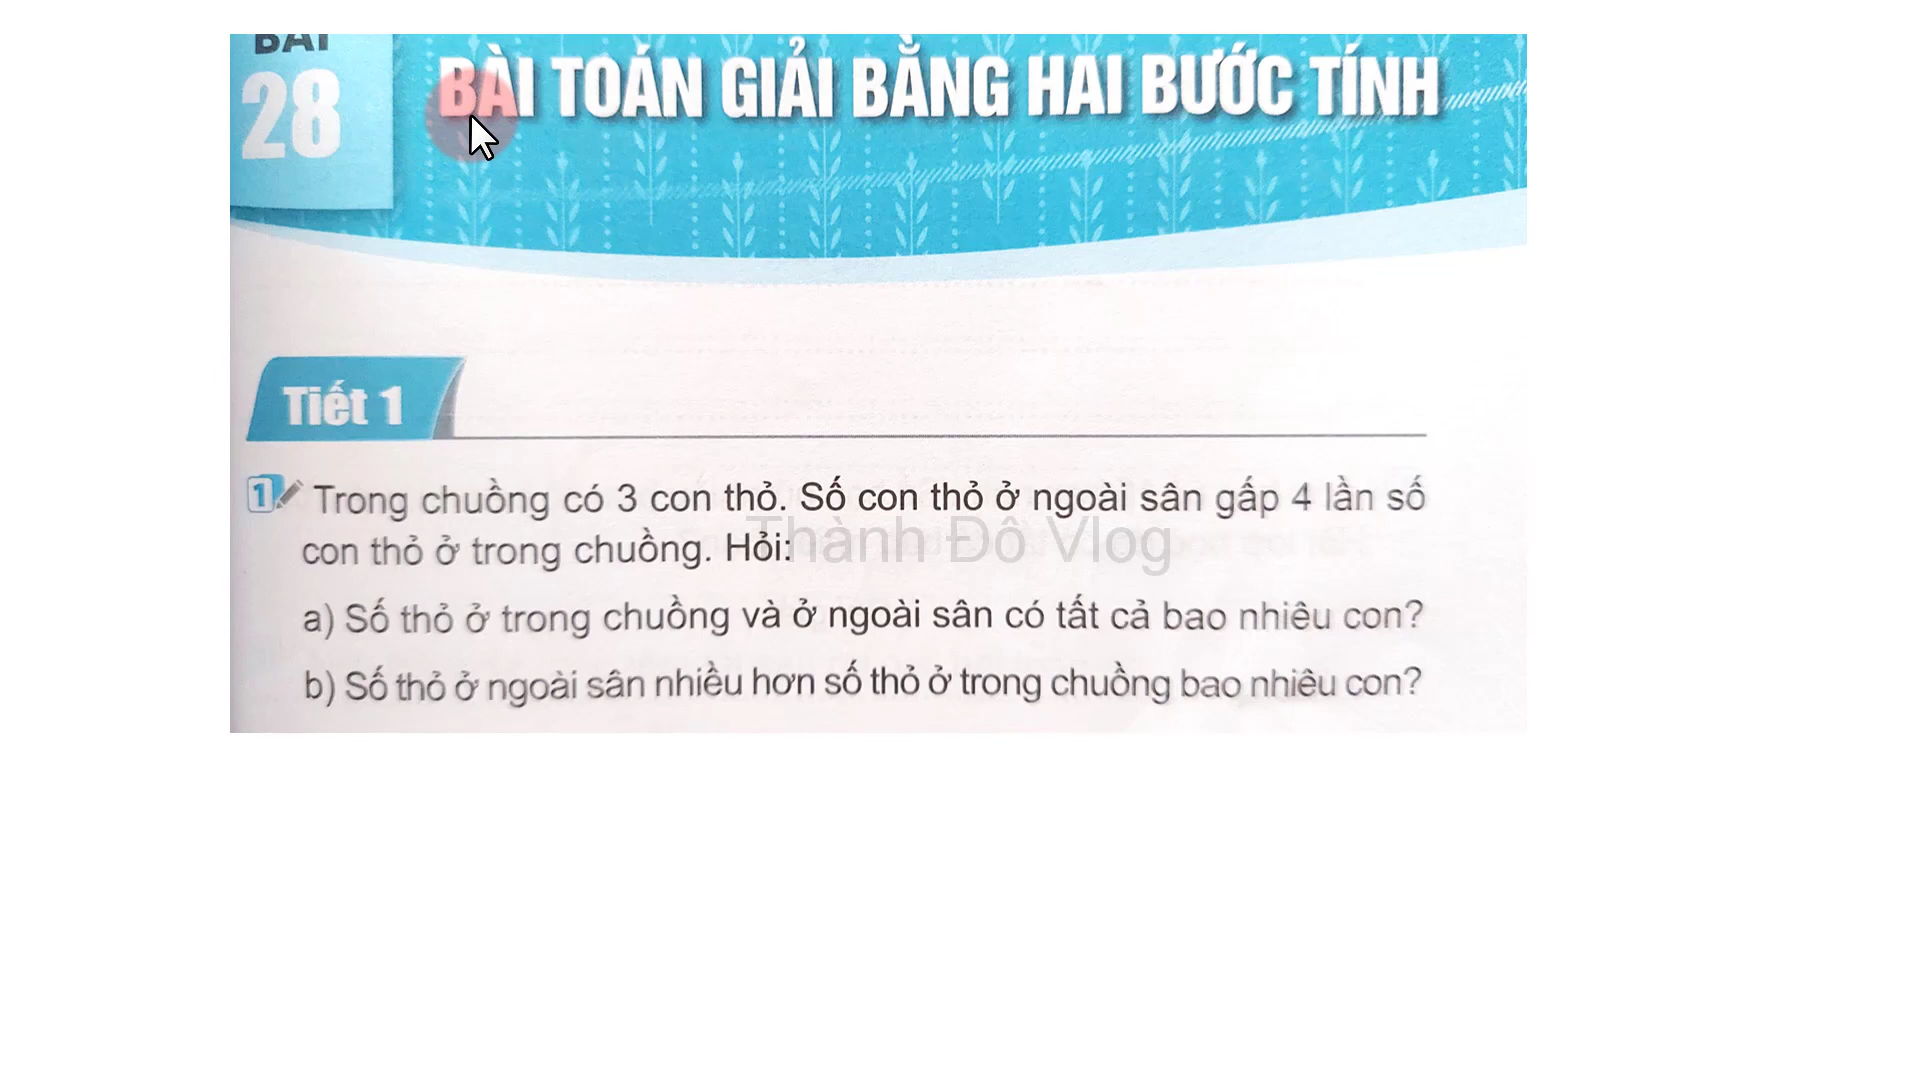 BÀI
28
BÀI TOÁN GIẢI BẰNG HAI BƯỚC TÍNH
Tiết 1
1 Trong chuồng có 3 con thỏ. Số con thỏ ở ngoài sân gấp 4 lần số
con thỏ ở trong chuồng. Hỏi:
Thành Đô Vlog
a) Số thỏ ở trong chuồng và ở ngoài sân có tất cả bao nhiêu con?
b) Số thỏ ở ngoài sân nhiều hơn số thỏ ở trong chuồng bao nhiêu con?